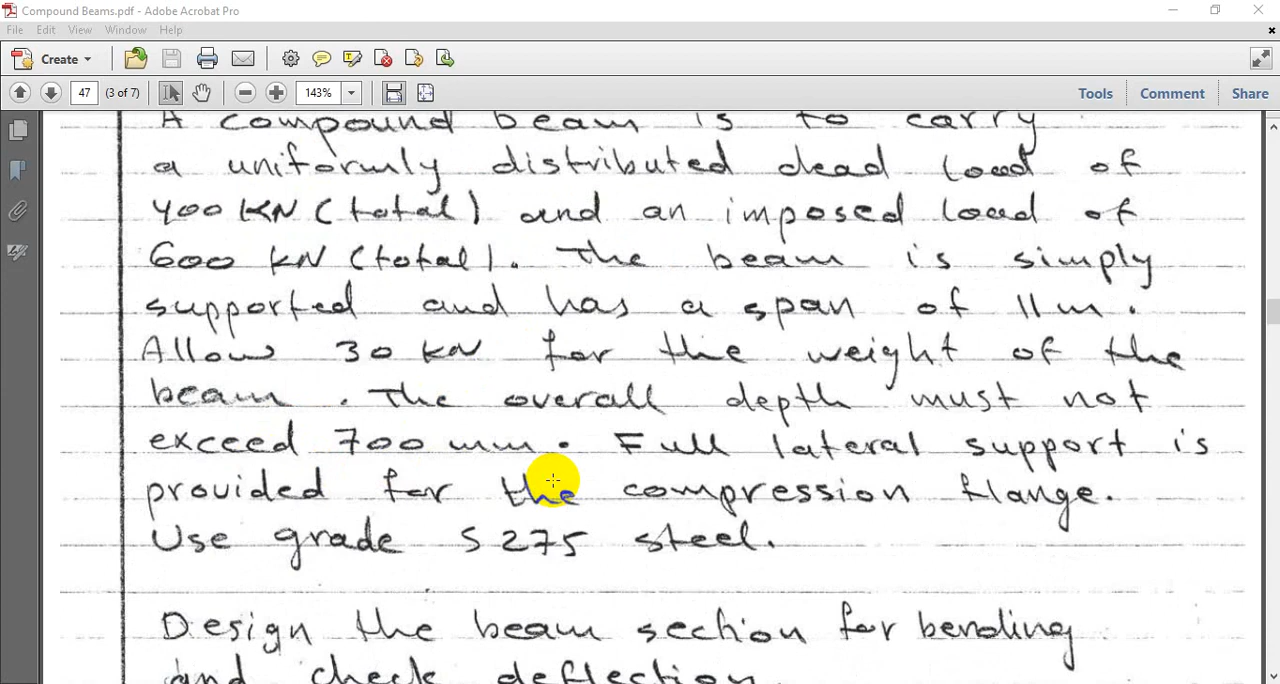 Compound Beams.pdf - Adobe Acrobat Pro
File Edit View Window Help
Create
47 (3 of 7) 143% Tools Comment Share
A compound beam is to carry
a uniformly distributed dead load of
400 KN (total) and an imposed load of
600 kN (total). The beam is simply
supported and has a span of 11m.
Allow 30 kN for the weight of the
beam. The overall depth must not
exceed 700 mm. Full lateral support is
provided for the compression flange.
Use grade S 275 steel.
Design the beam section for bending
and check deflection.